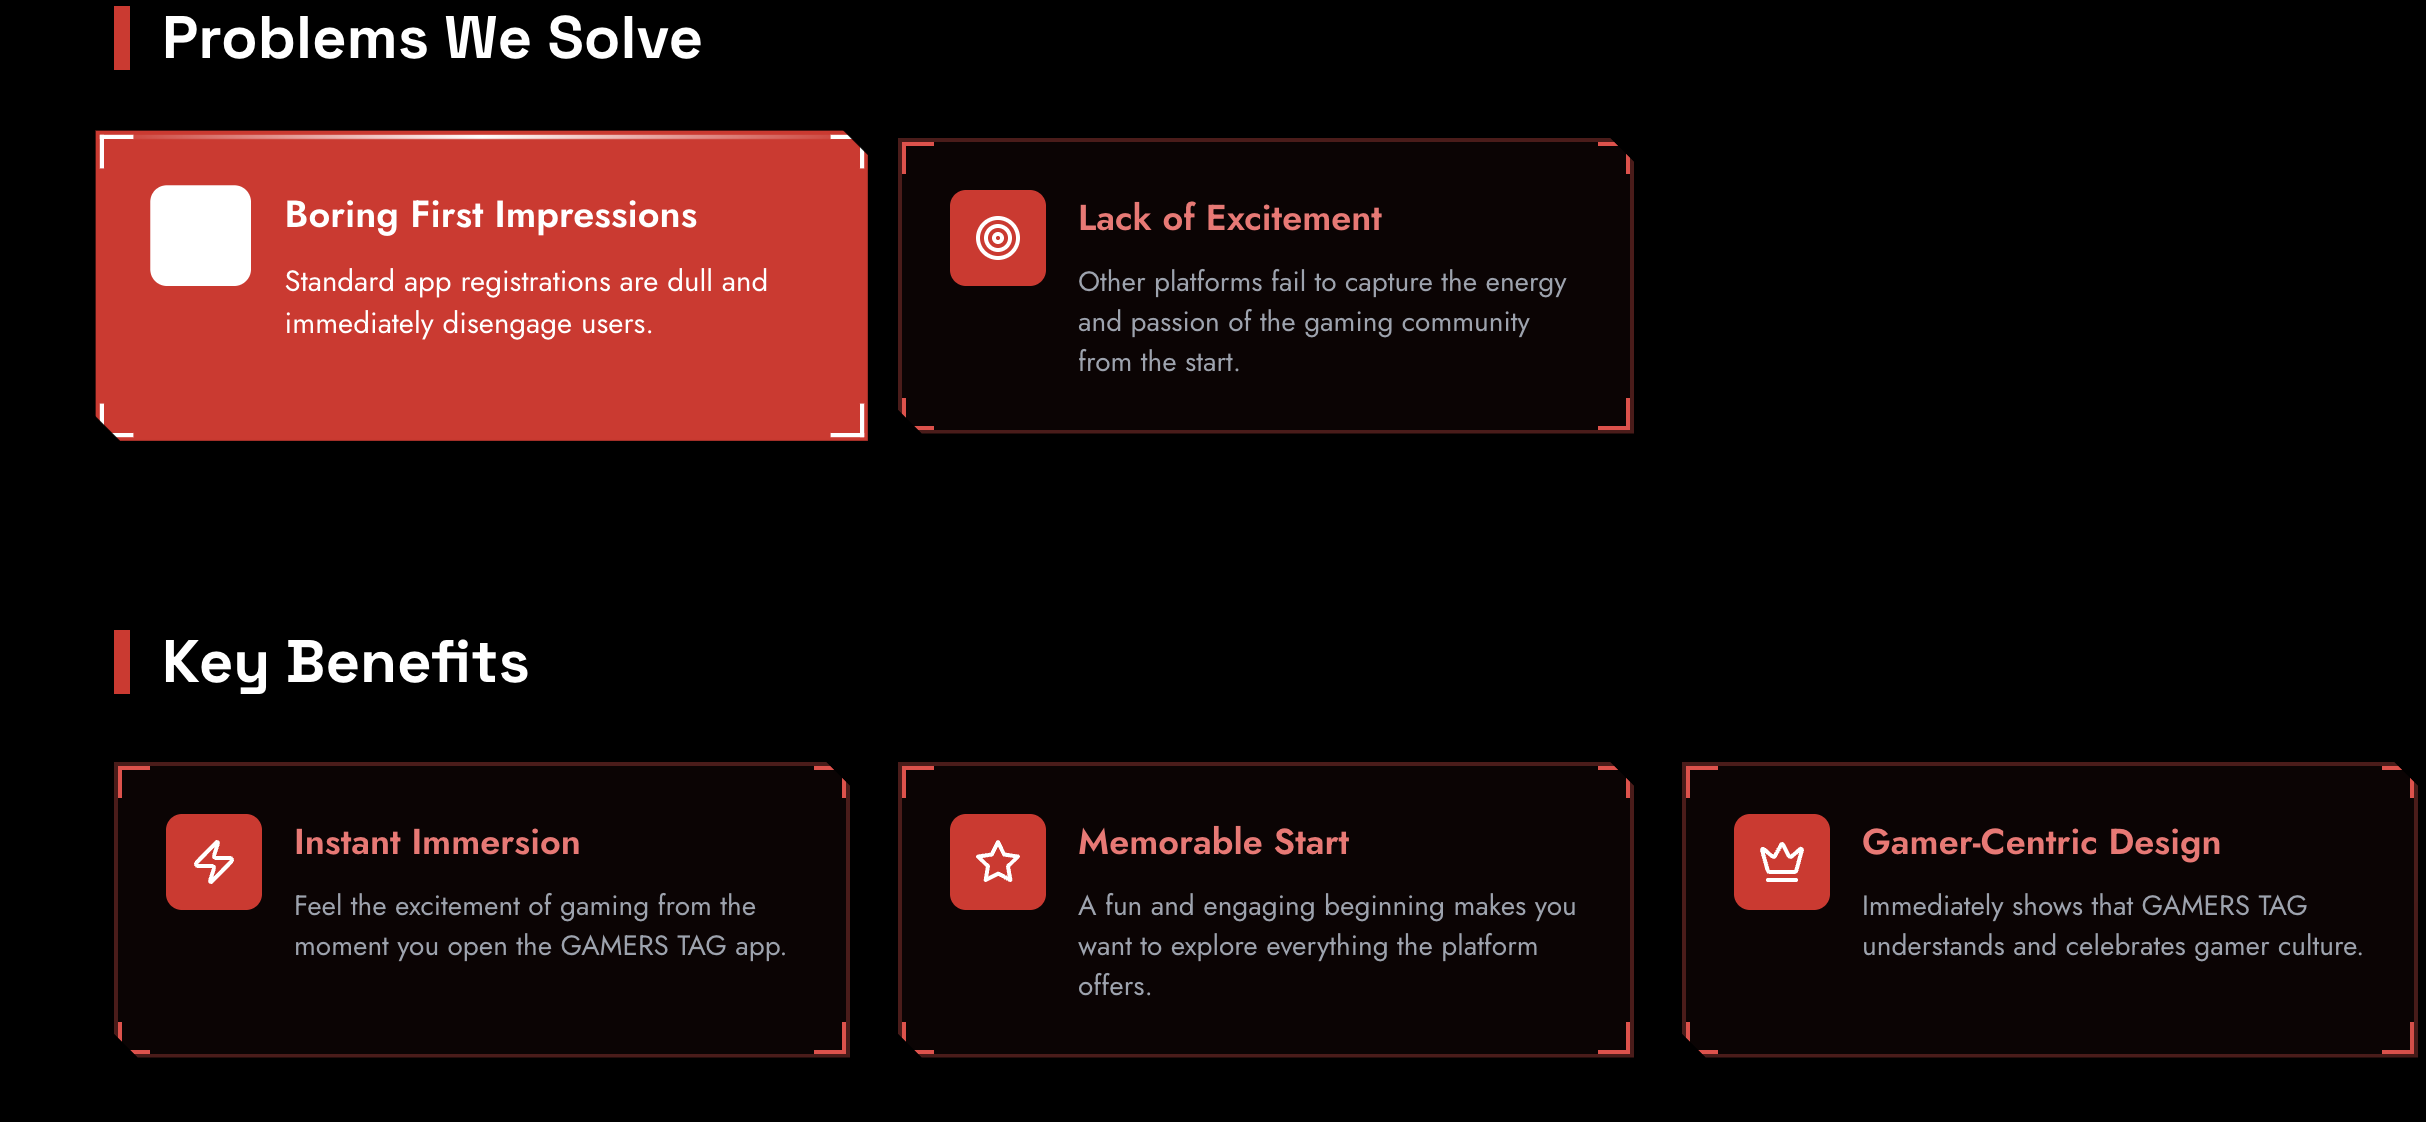 Problems We Solve
Boring First Impressions
Standard app registrations are dull and
immediately disengage users.
Lack of Excitement
Other platforms fail to capture the energy
and passion of the gaming community
from the start.
Key Benefits
Instant Immersion
Feel the excitement of gaming from the
moment you open the GAMERS TAG app.
Memorable Start
A fun and engaging beginning makes you
want to explore everything the platform
offers.
Gamer-Centric Design
Immediately shows that GAMERS TAG
understands and celebrates gamer culture.